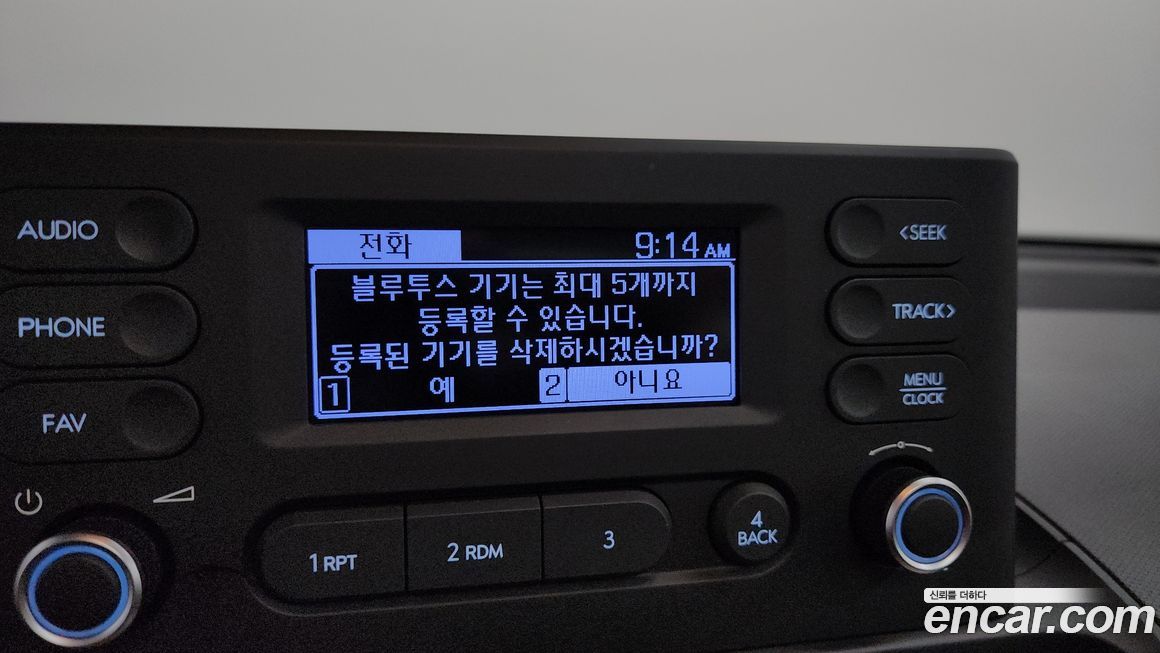 AUDIO
PHONE
FAV
전화
9:14 AM
블루투스 기기는 최대 5개까지
등록할 수 있습니다.
등록된 기기를 삭제하시겠습니까?
1 예 2 아니요
<SEEK
TRACK>
MENU
CLOCK
1 RPT
2 RDM
3
4
BACK
신뢰를 더하다
encar.com